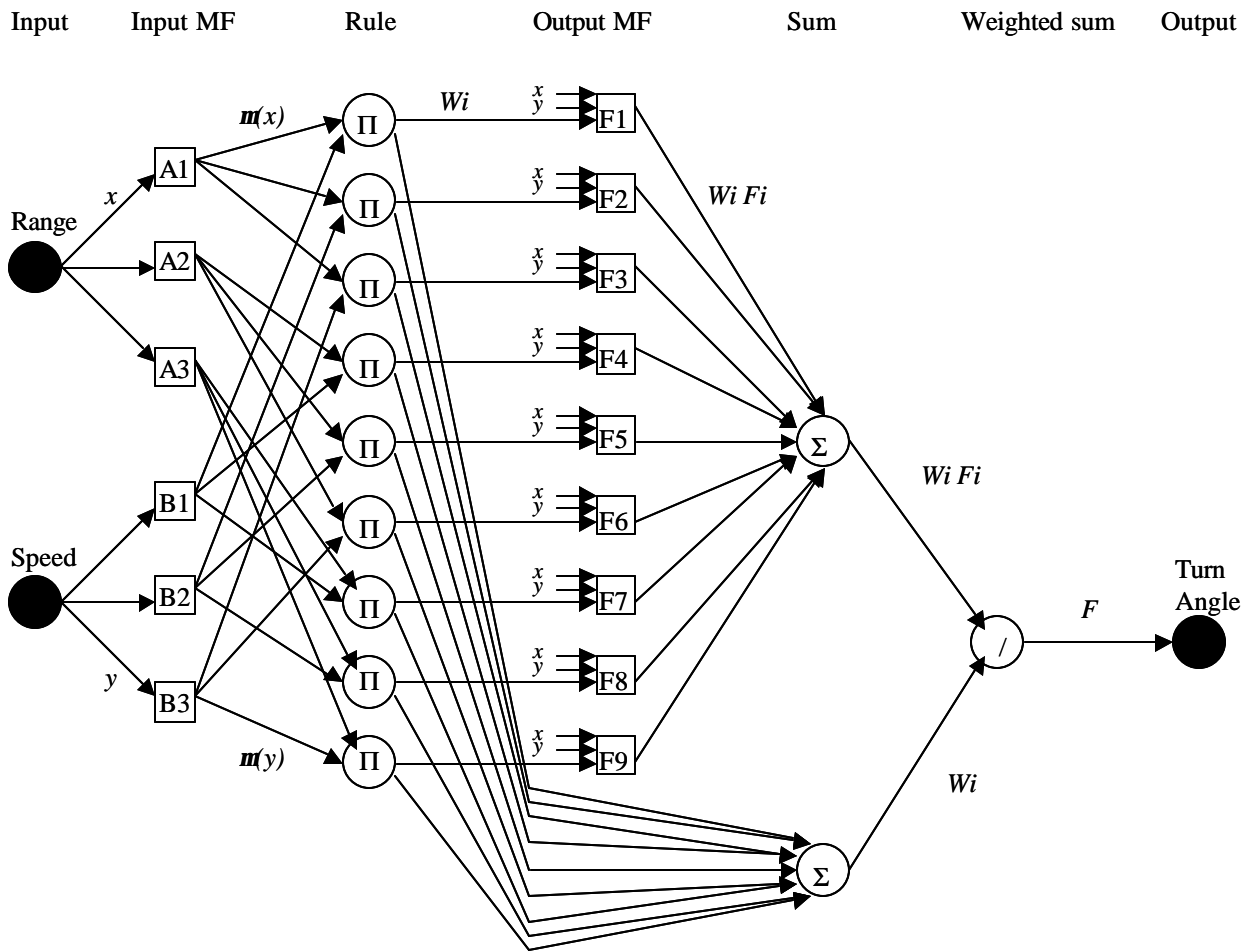 Input Input MF Rule Output MF Sum Weighted sum Output
m(x) Π Wi x y F1
A1
x
Π x y F2 Wi Fi
Range
A2
Π x y F3
Π x y F4
A3
Π x y F5 Σ
Wi Fi
B1
Π x y F6
Speed
B2
Π x y F7
Turn
Angle
F
/
y
B3
Π x y F8
m(y) Π x y F9
Wi
Σ